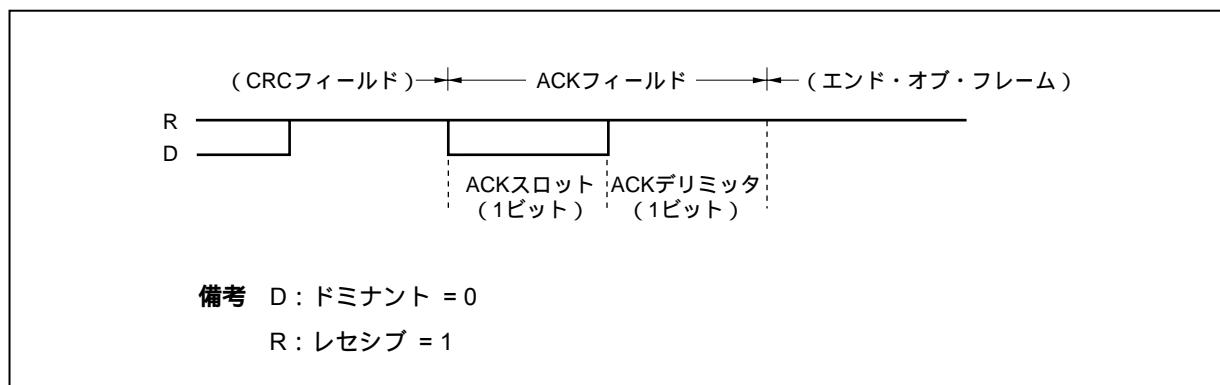 （CRCフィールド） ACKフィールド （エンド・オブ・フレーム）
R
D
ACKスロット ACKデリミッタ
（1ビット） （1ビット）
備考 D：ドミナント = 0
R：レセシブ = 1